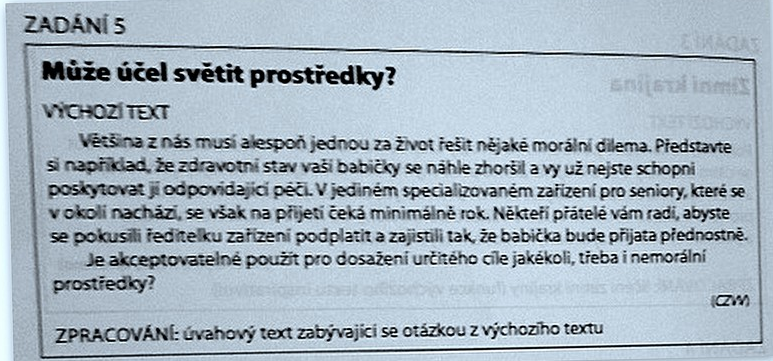 ZADÁNÍ 5
Může účel světit prostředky?
VÝCHOZÍ TEXT
Většina z nás musí alespoň jednou za život řešit nějaké morální dilema. Představte
si například, že zdravotní stav vaší babičky se náhle zhoršil a vy už nejste schopni
poskytovat jí odpovídající péči. V jediném specializovaném zařízení pro seniory, které se
v okolí nachází, se však na přijetí čeká minimálně rok. Někteří přátelé vám radí, abyste
se pokusili ředitelku zařízení podplatit a zajistili tak, že babička bude přijata přednostně.
Je akceptovatelné použít pro dosažení určitého cíle jakékoli, třeba i nemorální
prostředky?
(CZVV)
ZPRACOVÁNÍ: úvahový text zabývající se otázkou z výchozího textu